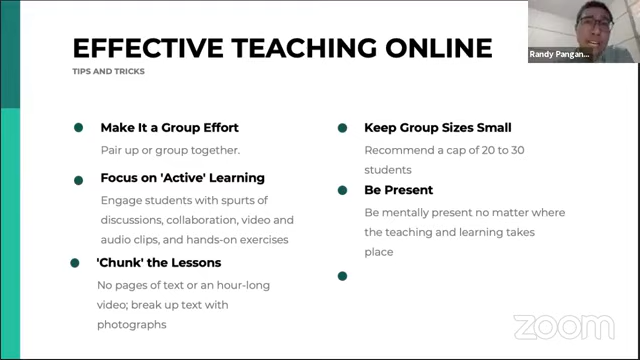 EFFECTIVE TEACHING ONLINE
TIPS AND TRICKS
Make It a Group Effort
Pair up or group together.
Focus on 'Active' Learning
Engage students with spurts of
discussions, collaboration, video and
audio clips, and hands-on exercises
'Chunk' the Lessons
No pages of text or an hour-long
video; break up text with
photographs
Keep Group Sizes Small
Recommend a cap of 20 to 30
students
Be Present
Be mentally present no matter where
the teaching and learning takes
place
Randy Pangan...
zoom